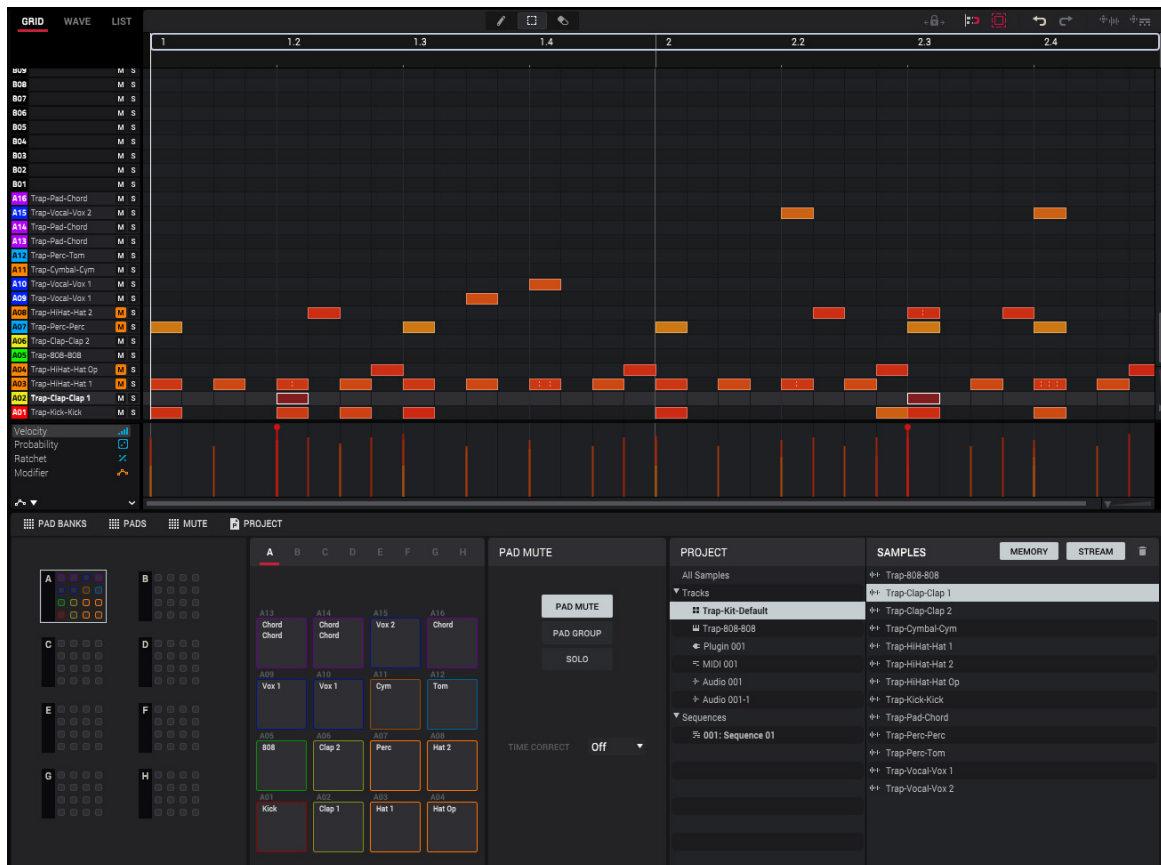 GRID WAVE LIST
1 1.2 1.3 1.4 2 2.2 2.3 2.4
B09 M S
B08 M S
B07 M S
B06 M S
B05 M S
B04 M S
B03 M S
B02 M S
B01 M S
A16 Trap-Pad-Chord M S
A15 Trap-Vocal-Vox 2 M S
A14 Trap-Pad-Chord M S
A13 Trap-Pad-Chord M S
A12 Trap-Perc-Tom M S
A11 Trap-Cymbal-Cym M S
A10 Trap-Vocal-Vox 1 M S
A09 Trap-Vocal-Vox 1 M S
A08 Trap-HiHat-Hat 2 M S
A07 Trap-Perc-Perc M S
A06 Trap-Clap-Clap 2 M S
A05 Trap-808-808 M S
A04 Trap-HiHat-Hat Op M S
A03 Trap-HiHat-Hat 1 M S
A02 Trap-Clap-Clap 1 M S
A01 Trap-Kick-Kick M S
Velocity
Probability
Ratchet
Modifier
PAD BANKS PADS MUTE PROJECT
A B
C D
E F
G H
A B C D E F G H
A13 A14 A15 A16
Chord Chord Vox 2 Chord
Chord Chord
A09 A10 A11 A12
Vox 1 Vox 1 Cym Tom
A05 A06 A07 A08
808 Clap 2 Perc Hat 2
A01 A02 A03 A04
Kick Clap 1 Hat 1 Hat Op
PAD MUTE
PAD MUTE
PAD GROUP
SOLO
TIME CORRECT Off
PROJECT
All Samples
Tracks
Trap-Kit-Default
Trap-808-808
Plugin 001
MIDI 001
Audio 001
Audio 001-1
Sequences
001: Sequence 01
SAMPLES MEMORY STREAM
Trap-808-808
Trap-Clap-Clap 1
Trap-Clap-Clap 2
Trap-Cymbal-Cym
Trap-HiHat-Hat 1
Trap-HiHat-Hat 2
Trap-HiHat-Hat Op
Trap-Kick-Kick
Trap-Pad-Chord
Trap-Perc-Perc
Trap-Perc-Tom
Trap-Vocal-Vox 1
Trap-Vocal-Vox 2